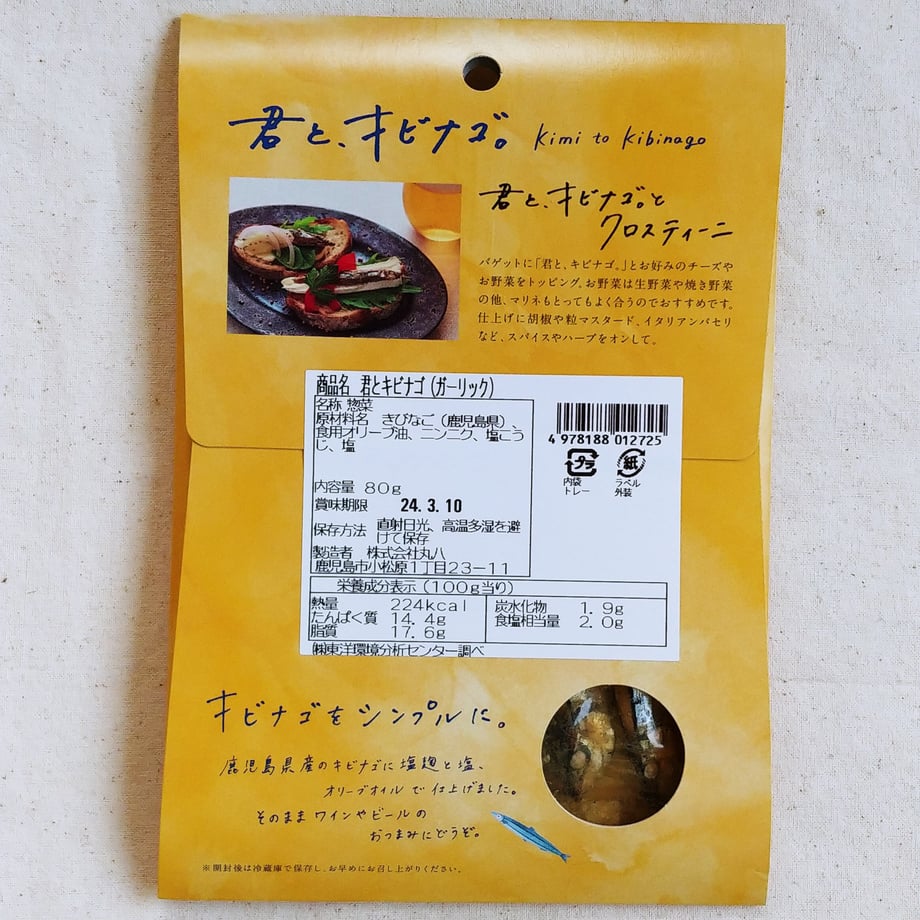 君と、キビナゴ。 Kimi to Kibinago
君と、キビナゴ。と
クロスティーニ
バゲットに「君と、キビナゴ。」とお好みのチーズや
お野菜をトッピング。お野菜は生野菜や焼き野菜
の他、マリネもとってもよく合うのでおすすめです。
仕上げに胡椒や粒マスタード、イタリアンパセリ
など、スパイスやハーブをオンして。
商品名 君とキビナゴ(ガーリック)
名称 惣菜
原材料名 きびなご(鹿児島県)、
食用オリーブ油、ニンニク、塩こう
じ、塩
内容量 80g
賞味期限 24. 3. 10
保存方法 直射日光、高温多湿を避
けて保存
製造者 株式会社丸八
鹿児島市小松原1丁目23-11
4 978188 012725
プラ 紙
内袋 ラベル
トレー 外装
栄養成分表示(100g当り)
熱量 224kcal 炭水化物 1. 9g
たんぱく質 14. 4g 食塩相当量 2. 0g
脂質 17. 6g
㈱東洋環境分析センター調べ
キビナゴをシンプルに。
鹿児島県産のキビナゴに塩麹と塩、
オリーブオイルで仕上げました。
そのままワインやビールの
おつまみにどうぞ。
※開封後は冷蔵庫で保存し、お早めにお召し上がりください。